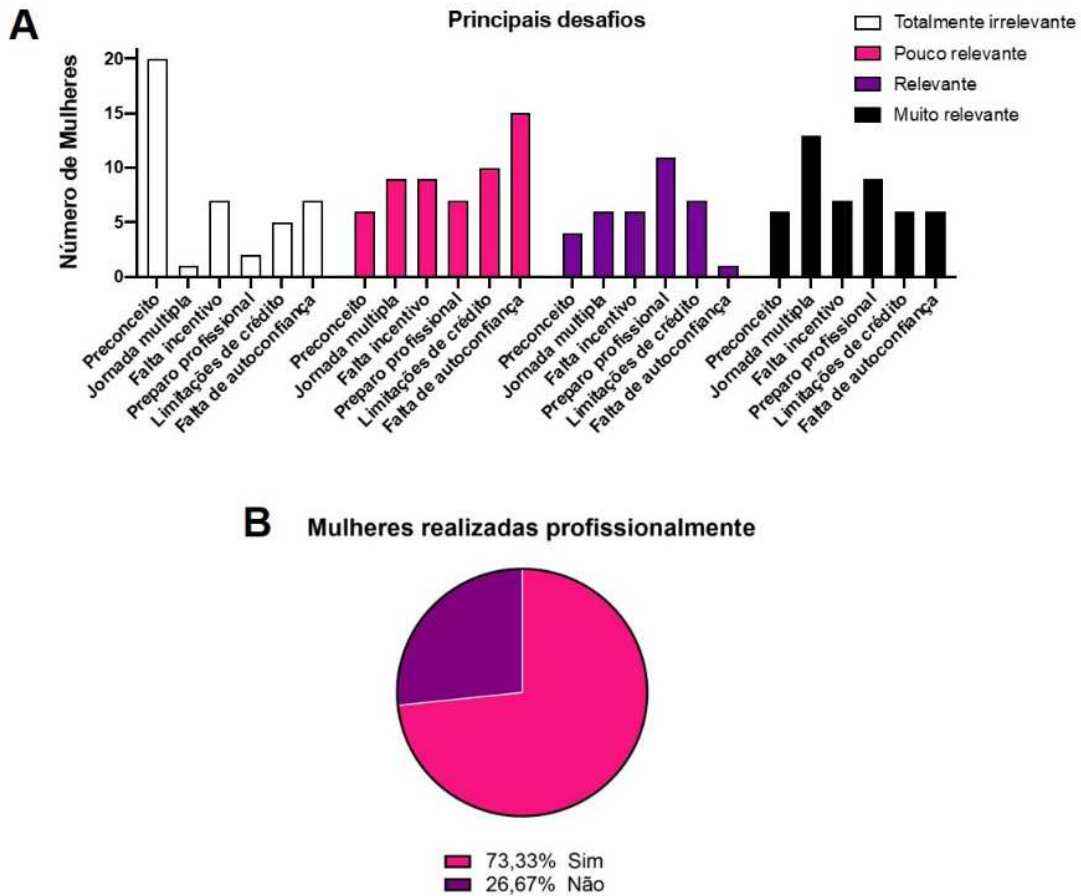 A
Principais desafios
Totalmente irrelevante
Pouco relevante
Relevante
Muito relevante
Número de Mulheres
20
15
10
5
0
Preconceito
Jornada multipla
Falta incentivo
Preparo profissional
Limitações de crédito
Falta de autoconfiança
Preconceito
Jornada multipla
Falta incentivo
Preparo profissional
Limitações de crédito
Falta de autoconfiança
Preconceito
Jornada multipla
Falta incentivo
Preparo profissional
Limitações de crédito
Falta de autoconfiança
Preconceito
Jornada multipla
Falta incentivo
Preparo profissional
Limitações de crédito
Falta de autoconfiança
B
Mulheres realizadas profissionalmente
73,33% Sim
26,67% Não